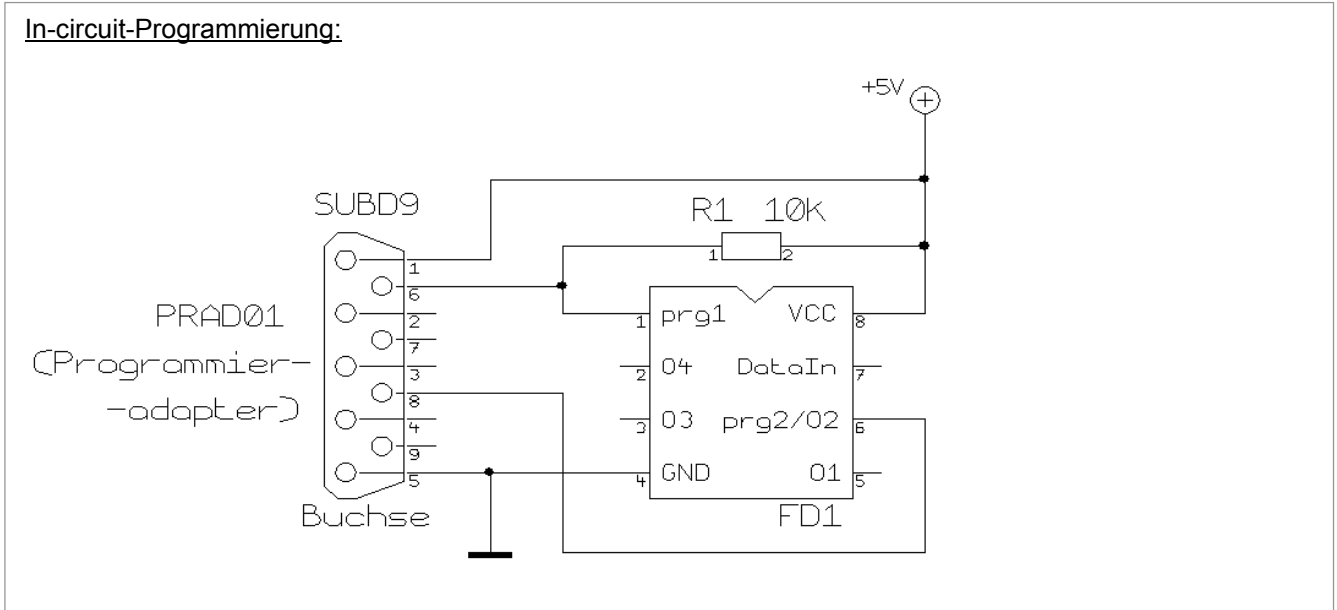 In-circuit-Programmierung:
+5V
SUBD9
R1 10K
1 2
1
6
2
7
3
8
4
9
5
PRAD01
(Programmier-
-adapter)
Buchse
1 prg1 VCC 8
2 O4 DataIn 7
3 O3 prg2/O2 6
4 GND O1 5
FD1